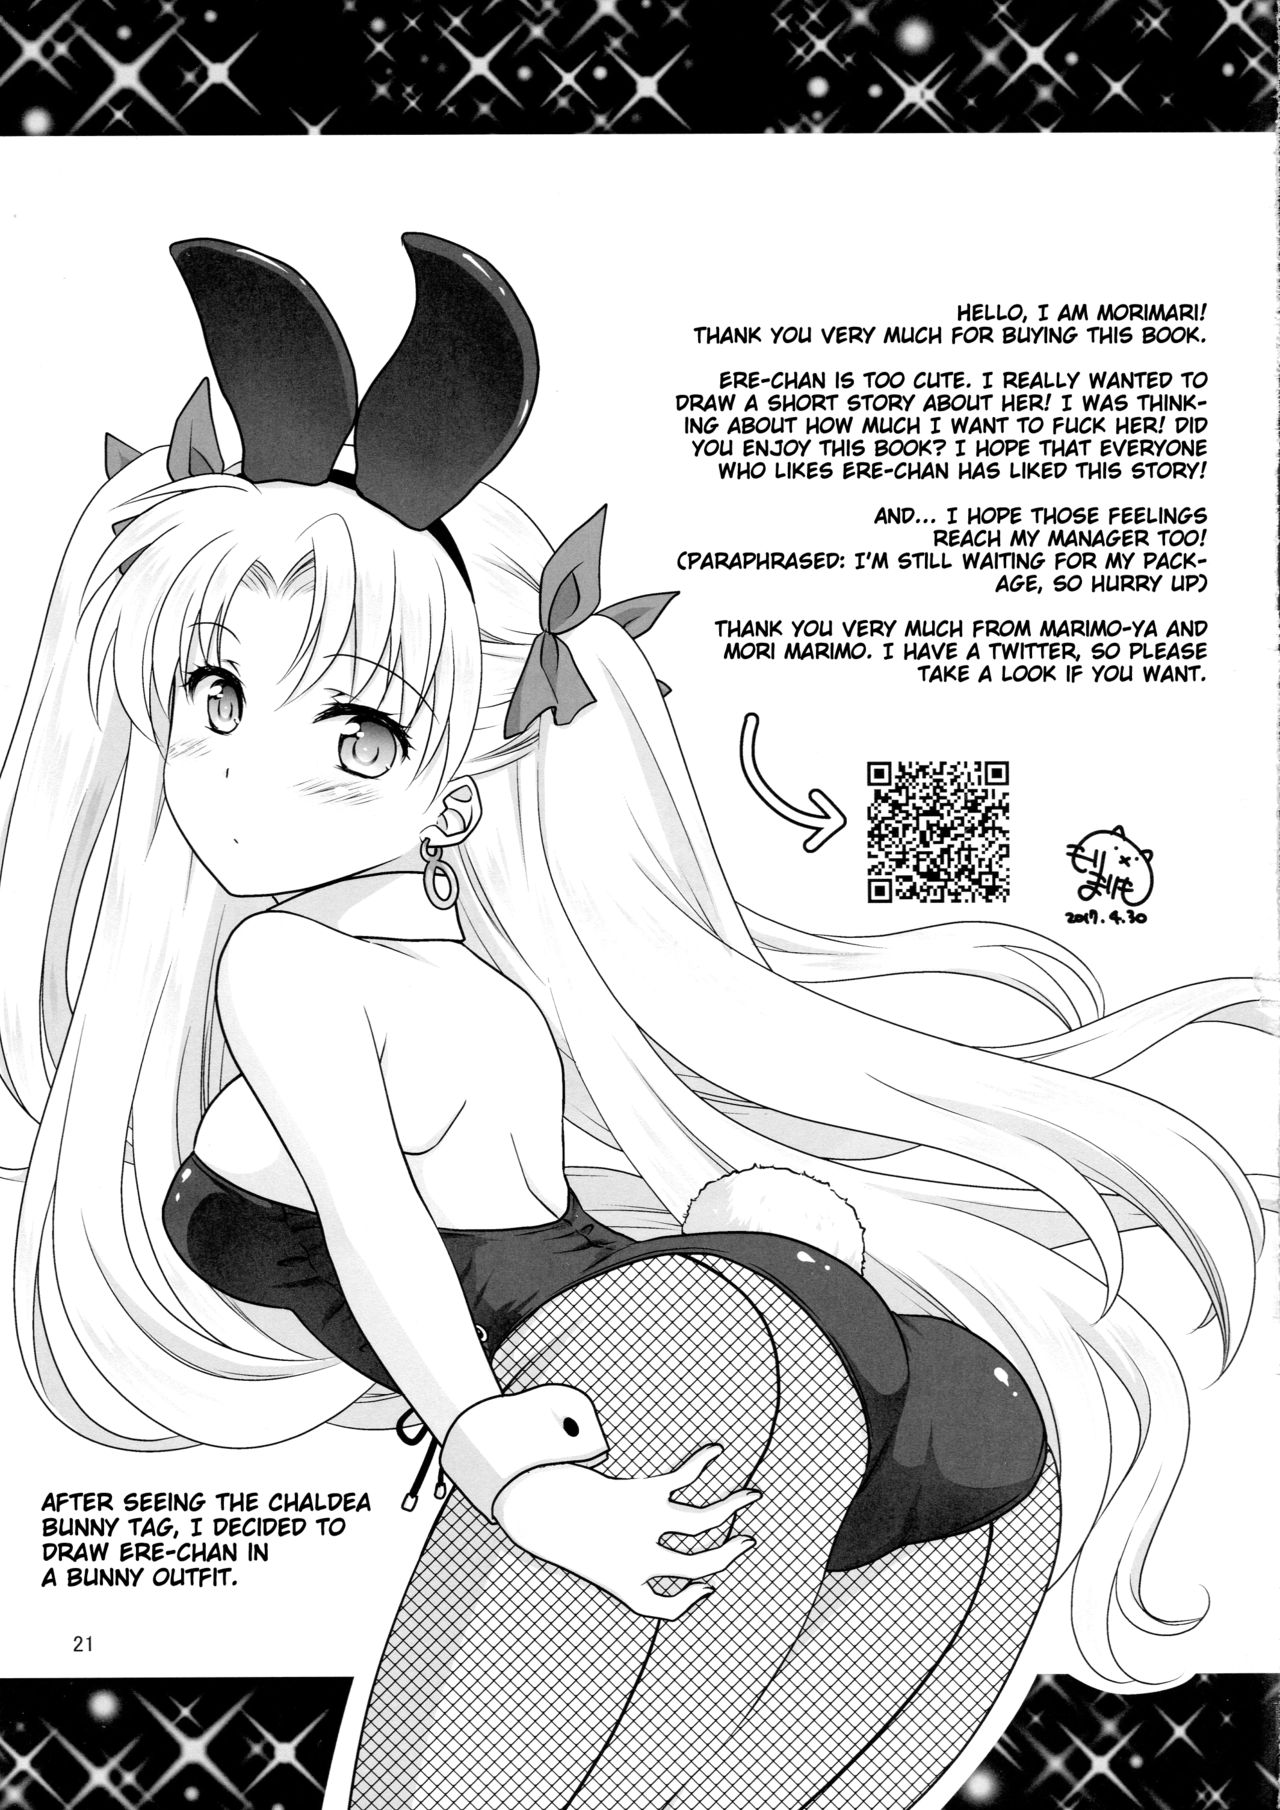 HELLO, I AM MORIMARI!
THANK YOU VERY MUCH FOR BUYING THIS BOOK.
ERE-CHAN IS TOO CUTE. I REALLY WANTED TO
DRAW A SHORT STORY ABOUT HER! I WAS THINK-
ING ABOUT HOW MUCH I WANT TO FUCK HER! DID
YOU ENJOY THIS BOOK? I HOPE THAT EVERYONE
WHO LIKES ERE-CHAN HAS LIKED THIS STORY!
AND... I HOPE THOSE FEELINGS
REACH MY MANAGER TOO!
(PARAPHRASED: I'M STILL WAITING FOR MY PACK-
AGE, SO HURRY UP)
THANK YOU VERY MUCH FROM MARIMO-YA AND
MORI MARIMO. I HAVE A TWITTER, SO PLEASE
TAKE A LOOK IF YOU WANT.
2017.4.30
AFTER SEEING THE CHALDEA
BUNNY TAG, I DECIDED TO
DRAW ERE-CHAN IN
A BUNNY OUTFIT.
21